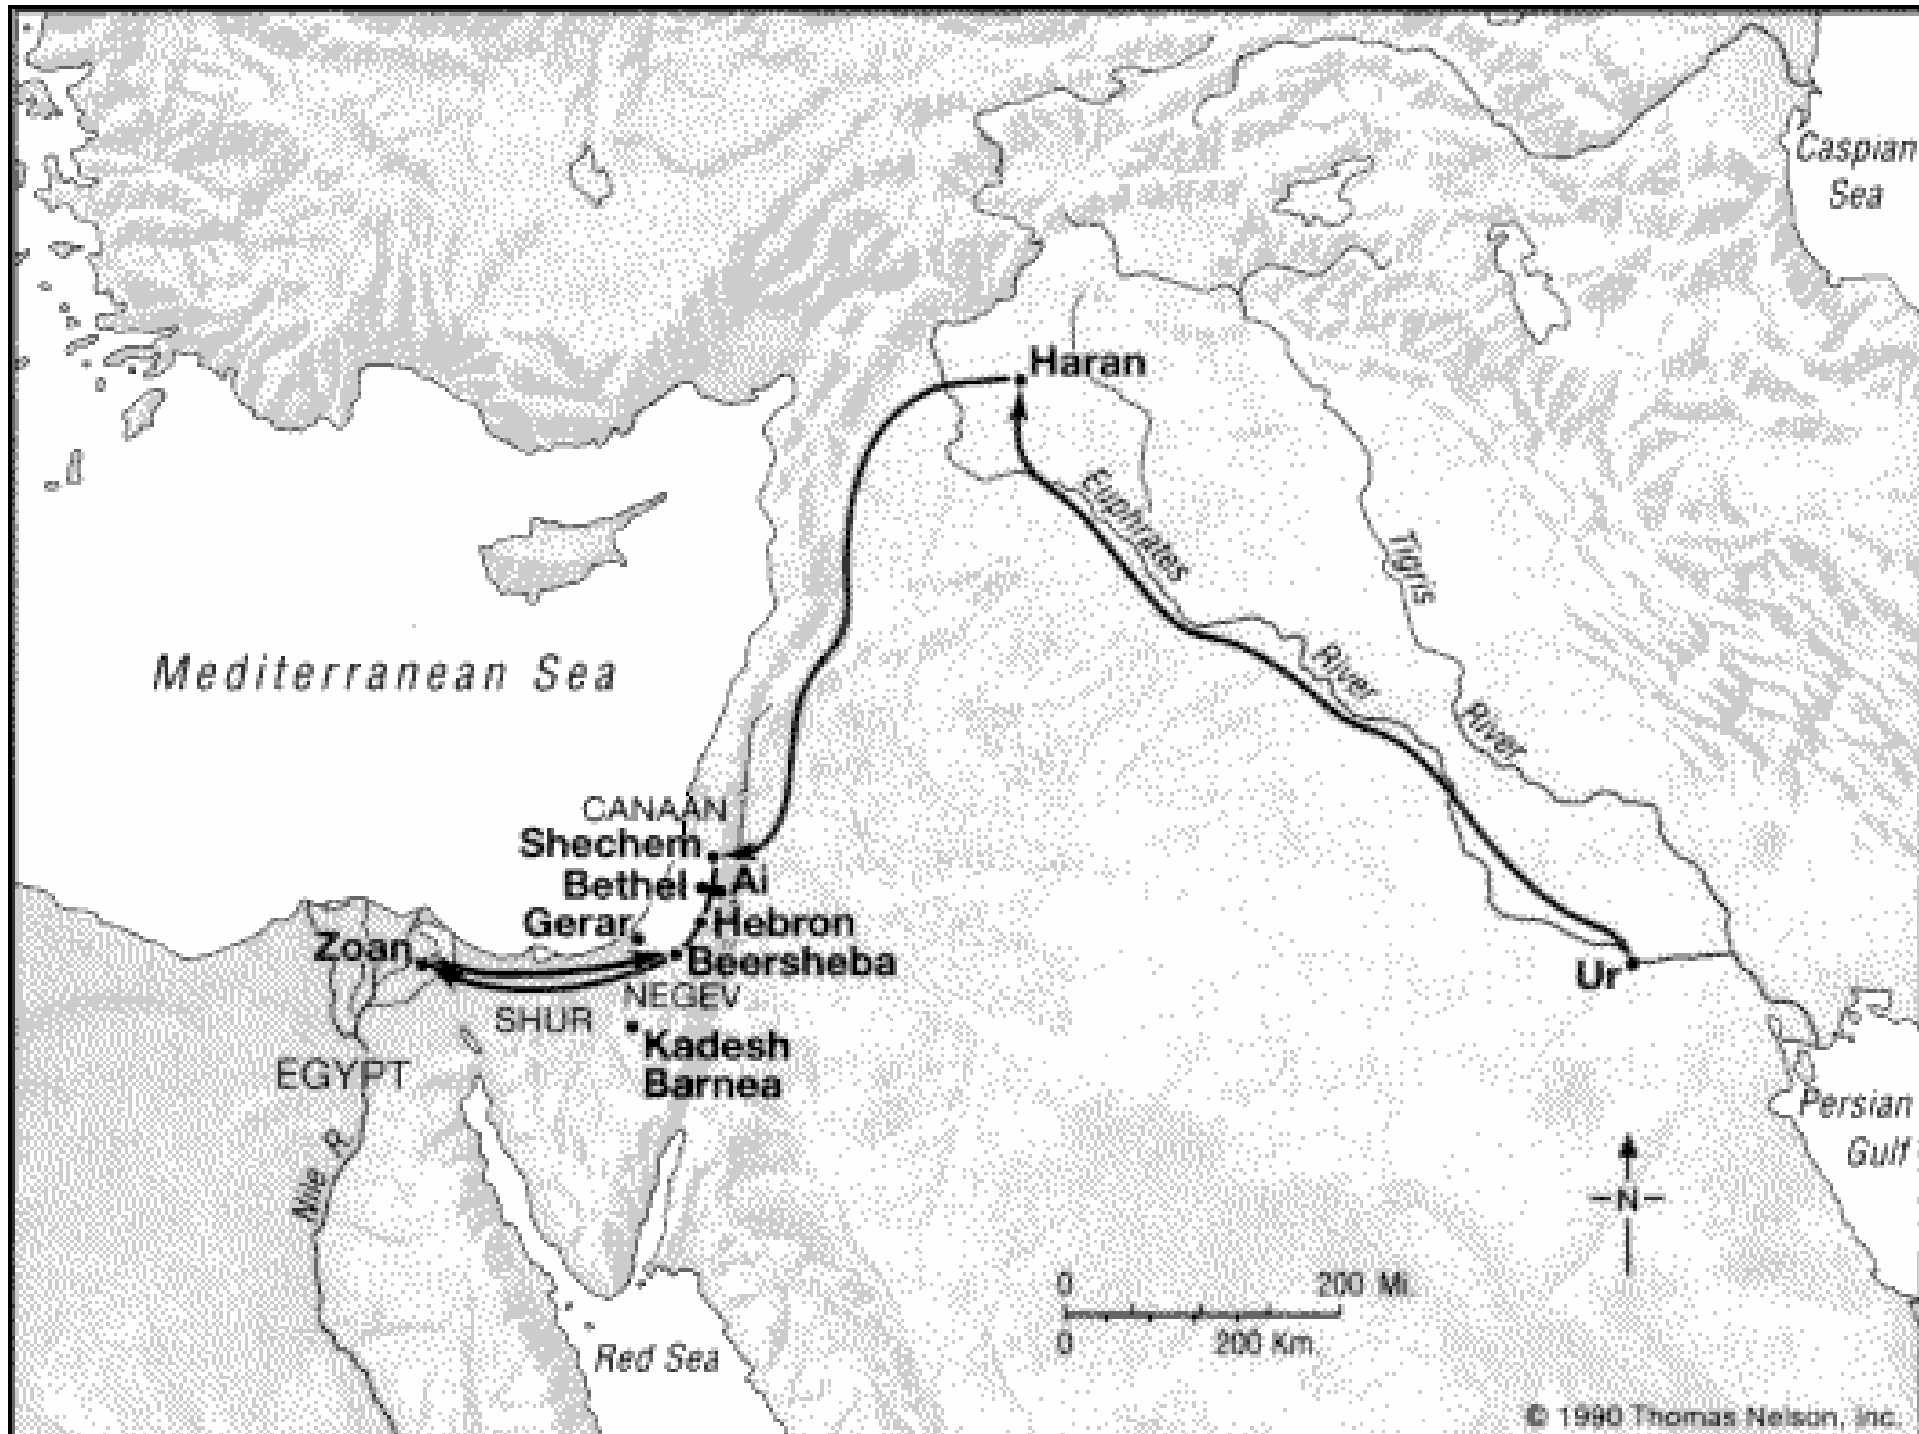 Caspian
Sea
Haran
Euphrates
River
Tigris
River
Mediterranean Sea
CANAAN
Shechem
Bethel
Ai
Gerar
Hebron
Zoan
Beersheba
Ur
NEGEV
SHUR
Kadesh
Barnea
EGYPT
Nile R.
Persian
Gulf
N
0 200 Mi.
0 200 Km.
Red Sea
© 1990 Thomas Nelson, Inc.